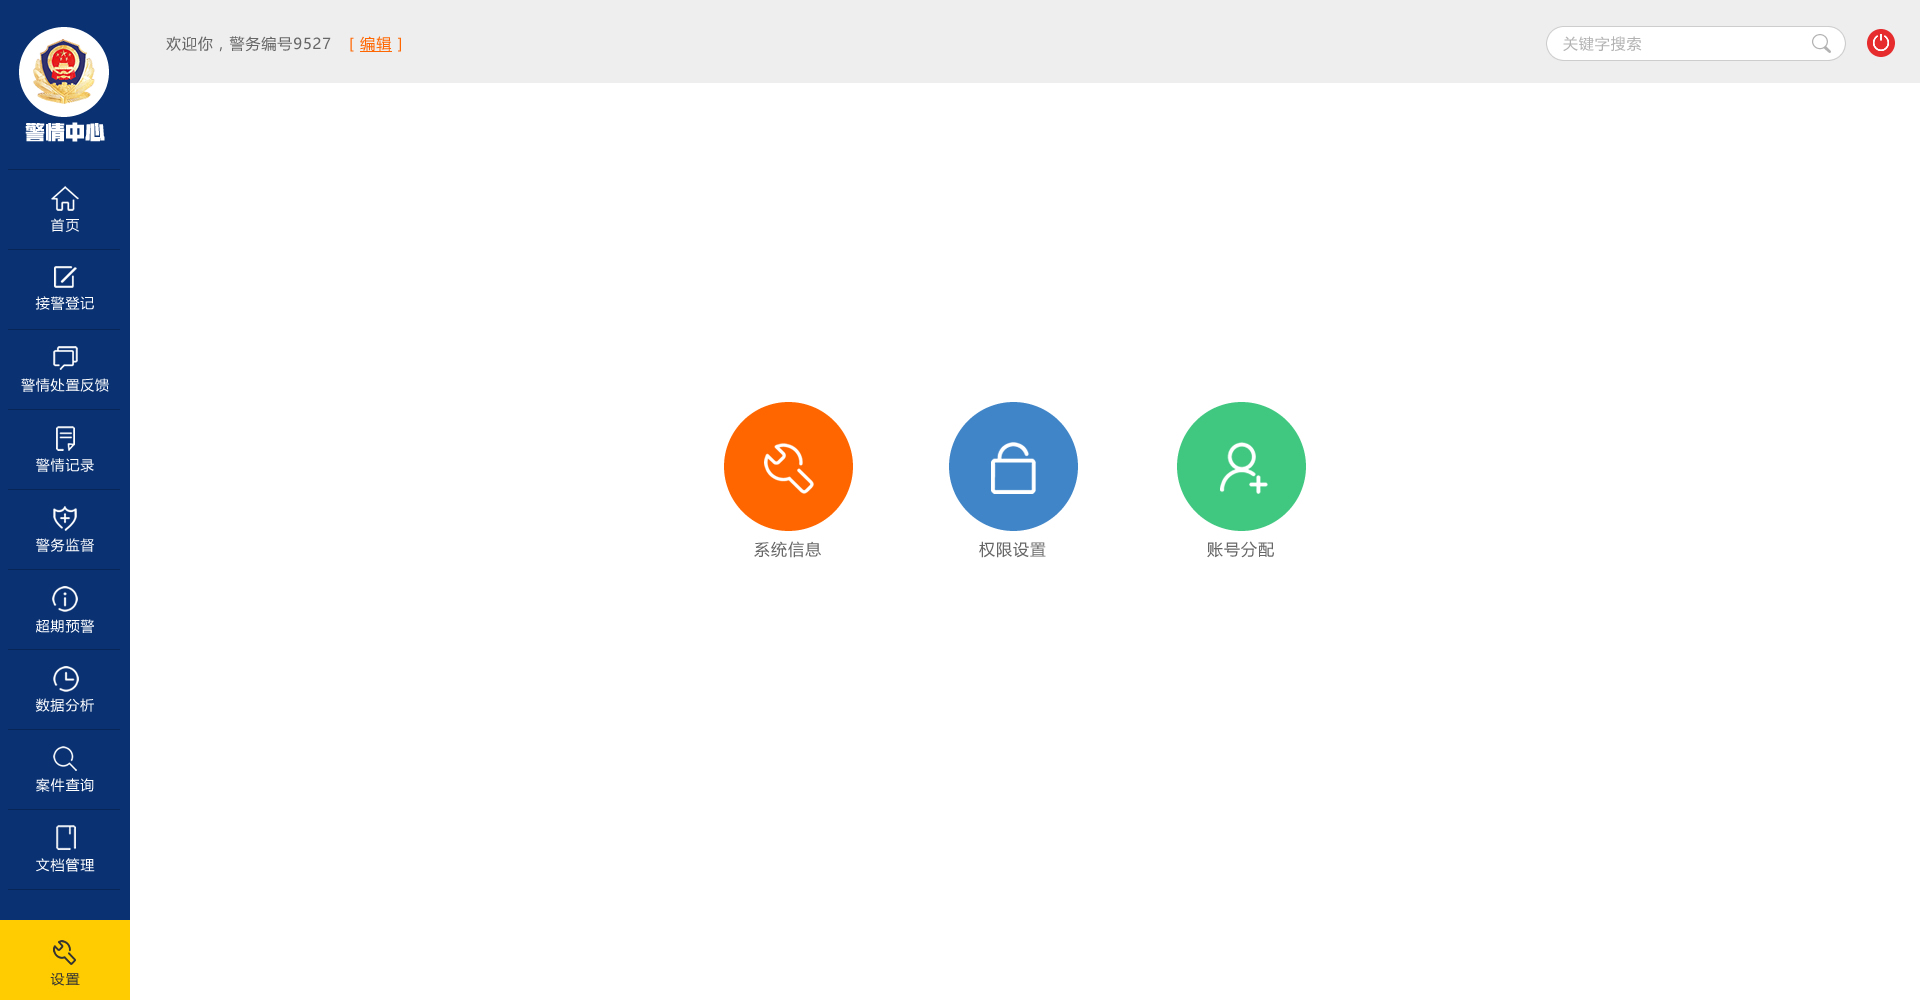 警情中心
欢迎你，警务编号9527 [ 编辑 ]
关键字搜索
首页
接警登记
警情处置反馈
警情记录
警务监督
超期预警
数据分析
案件查询
文档管理
设置
系统信息
权限设置
账号分配